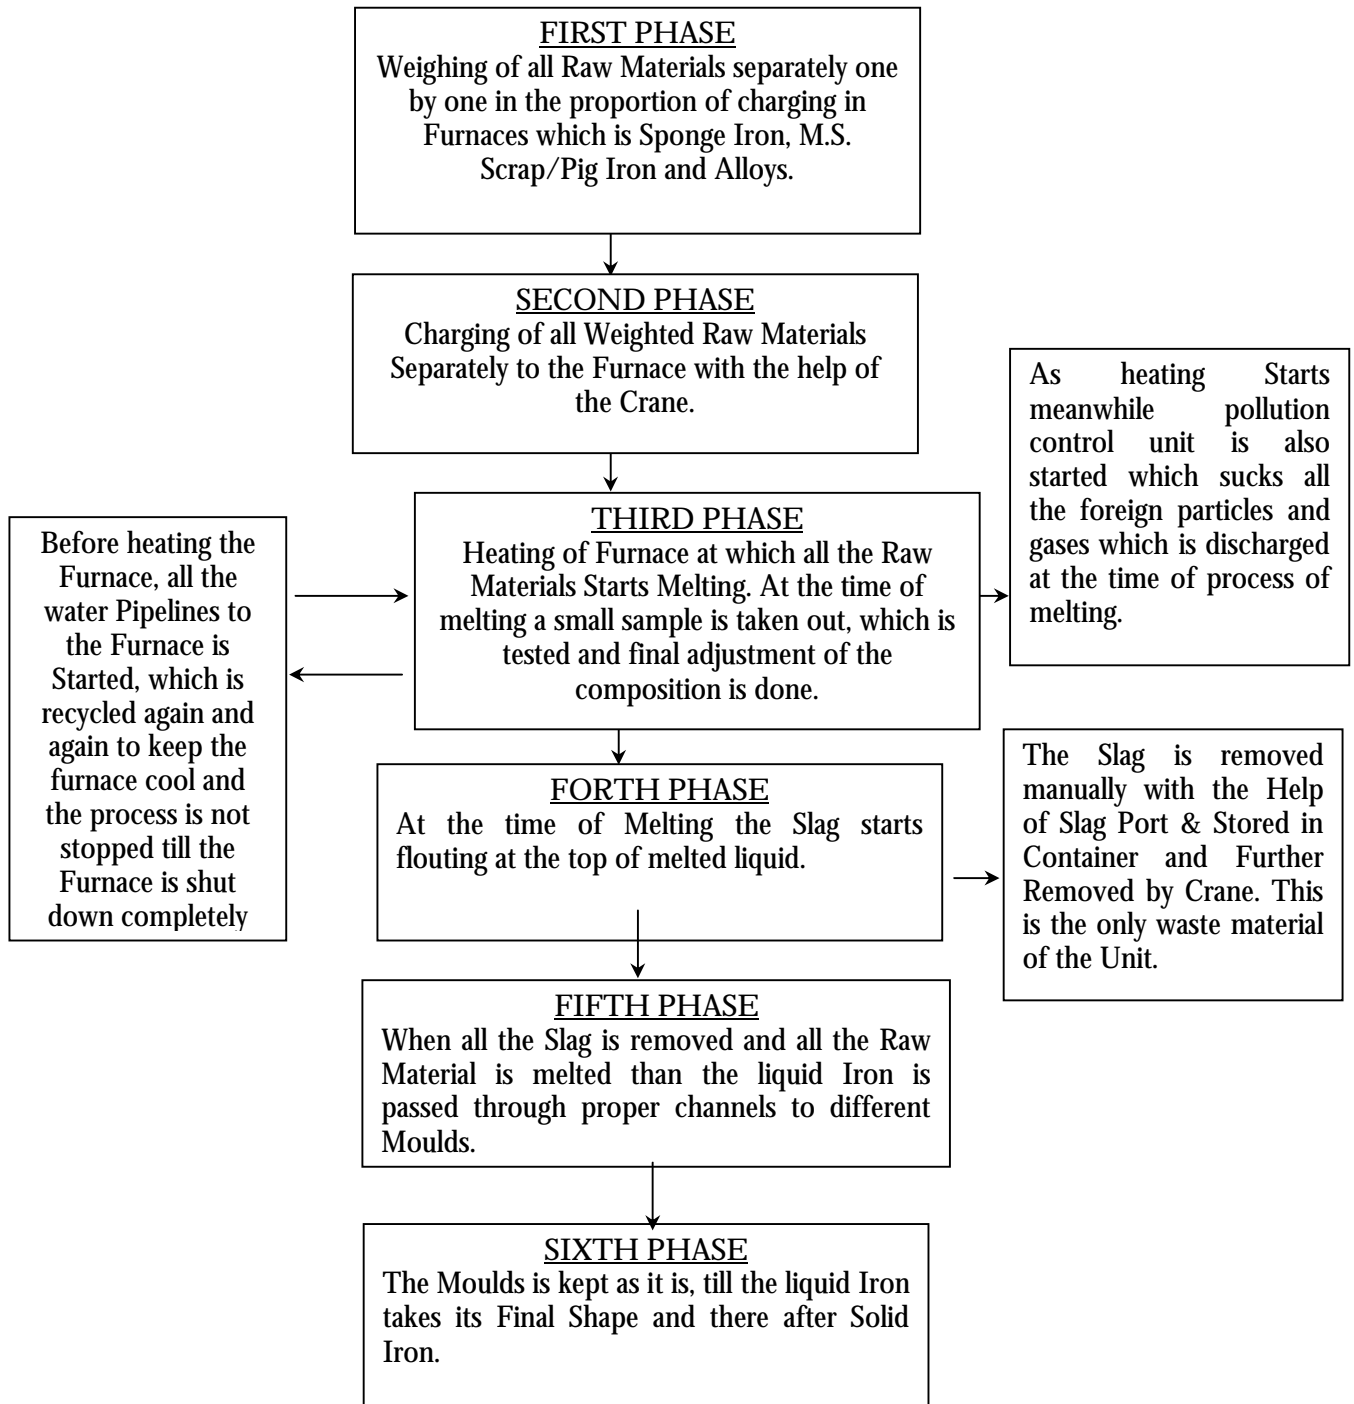 FIRST PHASE
Weighing of all Raw Materials separately one
by one in the proportion of charging in
Furnaces which is Sponge Iron, M.S.
Scrap/Pig Iron and Alloys.
SECOND PHASE
Charging of all Weighted Raw Materials
Separately to the Furnace with the help of
the Crane.
As heating Starts
meanwhile pollution
control unit is also
started which sucks all
the foreign particles and
gases which is discharged
at the time of process of
melting.
THIRD PHASE
Heating of Furnace at which all the Raw
Materials Starts Melting. At the time of
melting a small sample is taken out, which is
tested and final adjustment of the
composition is done.
Before heating the
Furnace, all the
water Pipelines to
the Furnace is
Started, which is
recycled again and
again to keep the
furnace cool and
the process is not
stopped till the
Furnace is shut
down completely
FORTH PHASE
At the time of Melting the Slag starts
flouting at the top of melted liquid.
The Slag is removed
manually with the Help
of Slag Port & Stored in
Container and Further
Removed by Crane. This
is the only waste material
of the Unit.
FIFTH PHASE
When all the Slag is removed and all the Raw
Material is melted than the liquid Iron is
passed through proper channels to different
Moulds.
SIXTH PHASE
The Moulds is kept as it is, till the liquid Iron
takes its Final Shape and there after Solid
Iron.